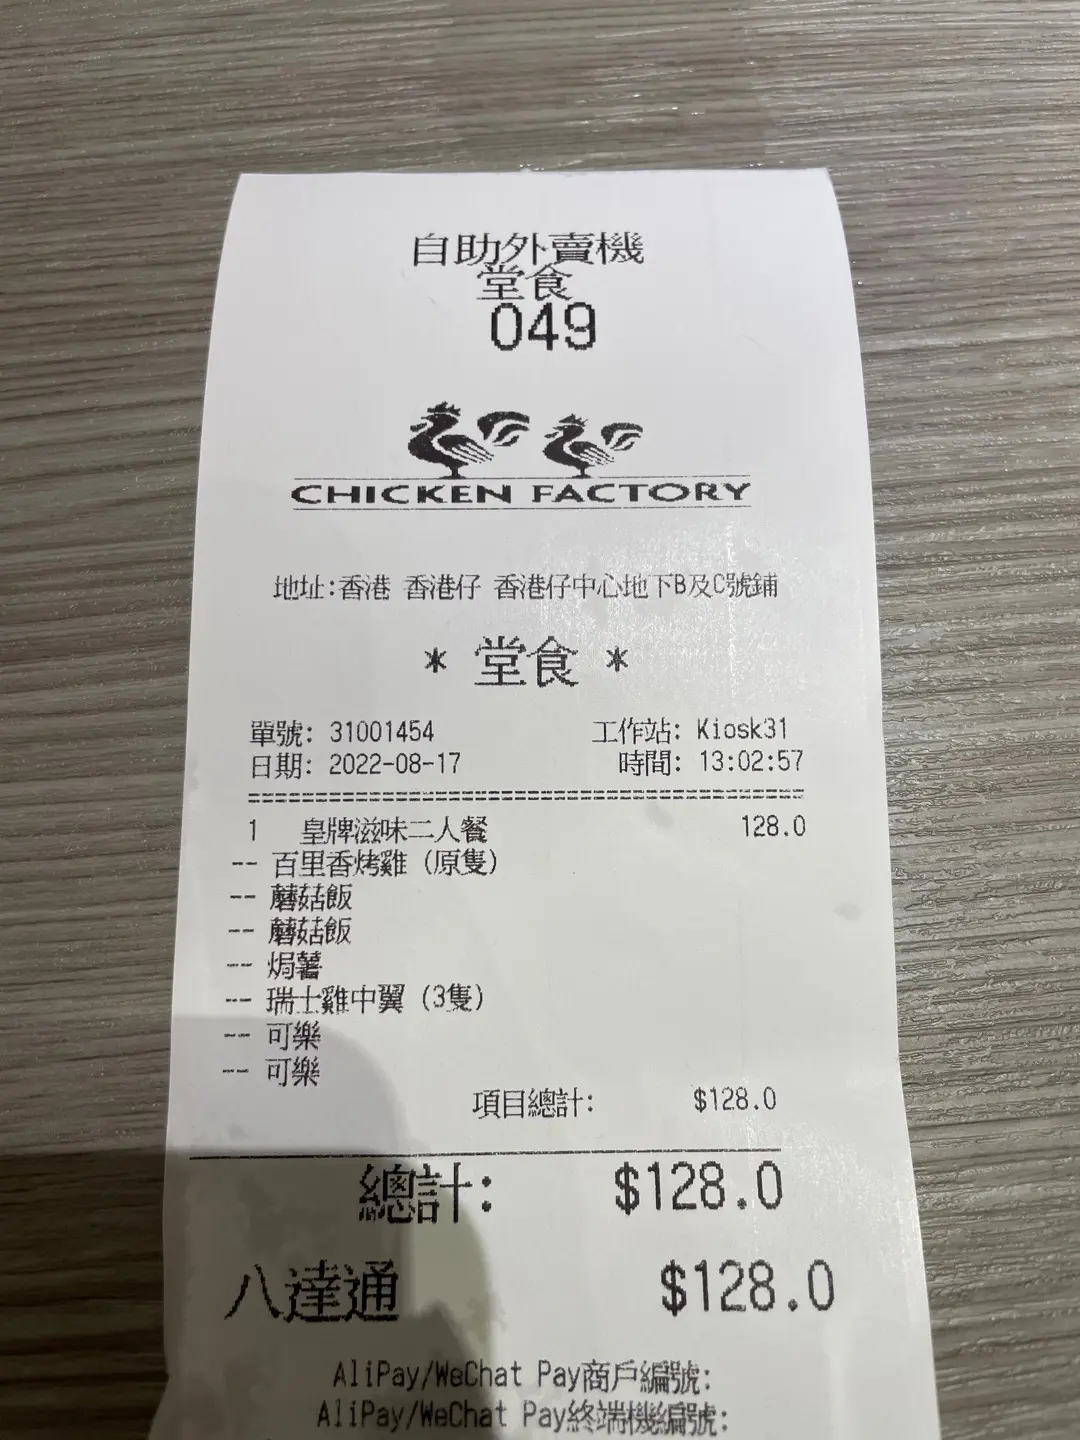 自助外賣機
堂食
049
CHICKEN FACTORY
地址:香港 香港仔 香港仔中心地下B及C號鋪
* 堂食 *
單號: 31001454 工作站: Kiosk31
日期: 2022-08-17 時間: 13:02:57
1 皇牌滋味二人餐 128.0
-- 百里香烤雞 (原隻)
-- 蘑菇飯
-- 蘑菇飯
-- 焗薯
-- 瑞士雞中翼 (3隻)
-- 可樂
-- 可樂
項目總計: $128.0
總計: $128.0
八達通 $128.0
AliPay/WeChat Pay商戶編號:
AliPay/WeChat Pay終端機編號: